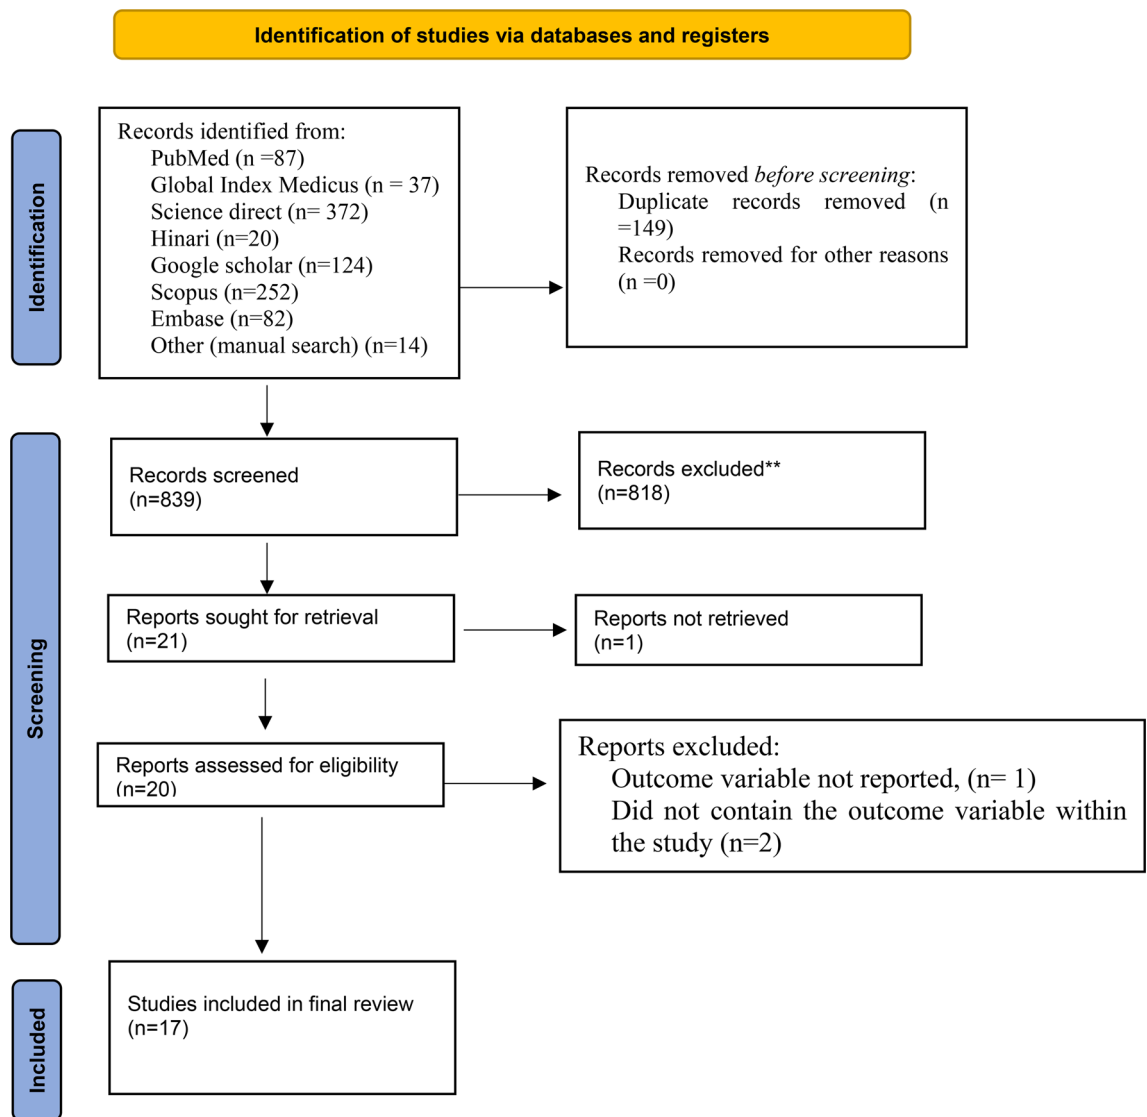 Identification of studies via databases and registers
Identification
Records identified from:
PubMed (n =87)
Global Index Medicus (n = 37)
Science direct (n= 372)
Hinari (n=20)
Google scholar (n=124)
Scopus (n=252)
Embase (n=82)
Other (manual search) (n=14)
Records removed before screening:
Duplicate records removed (n
=149)
Records removed for other reasons
(n =0)
Screening
Records screened
(n=839)
Records excluded**
(n=818)
Reports sought for retrieval
(n=21)
Reports not retrieved
(n=1)
Reports assessed for eligibility
(n=20)
Reports excluded:
Outcome variable not reported, (n= 1)
Did not contain the outcome variable within
the study (n=2)
Included
Studies included in final review
(n=17)